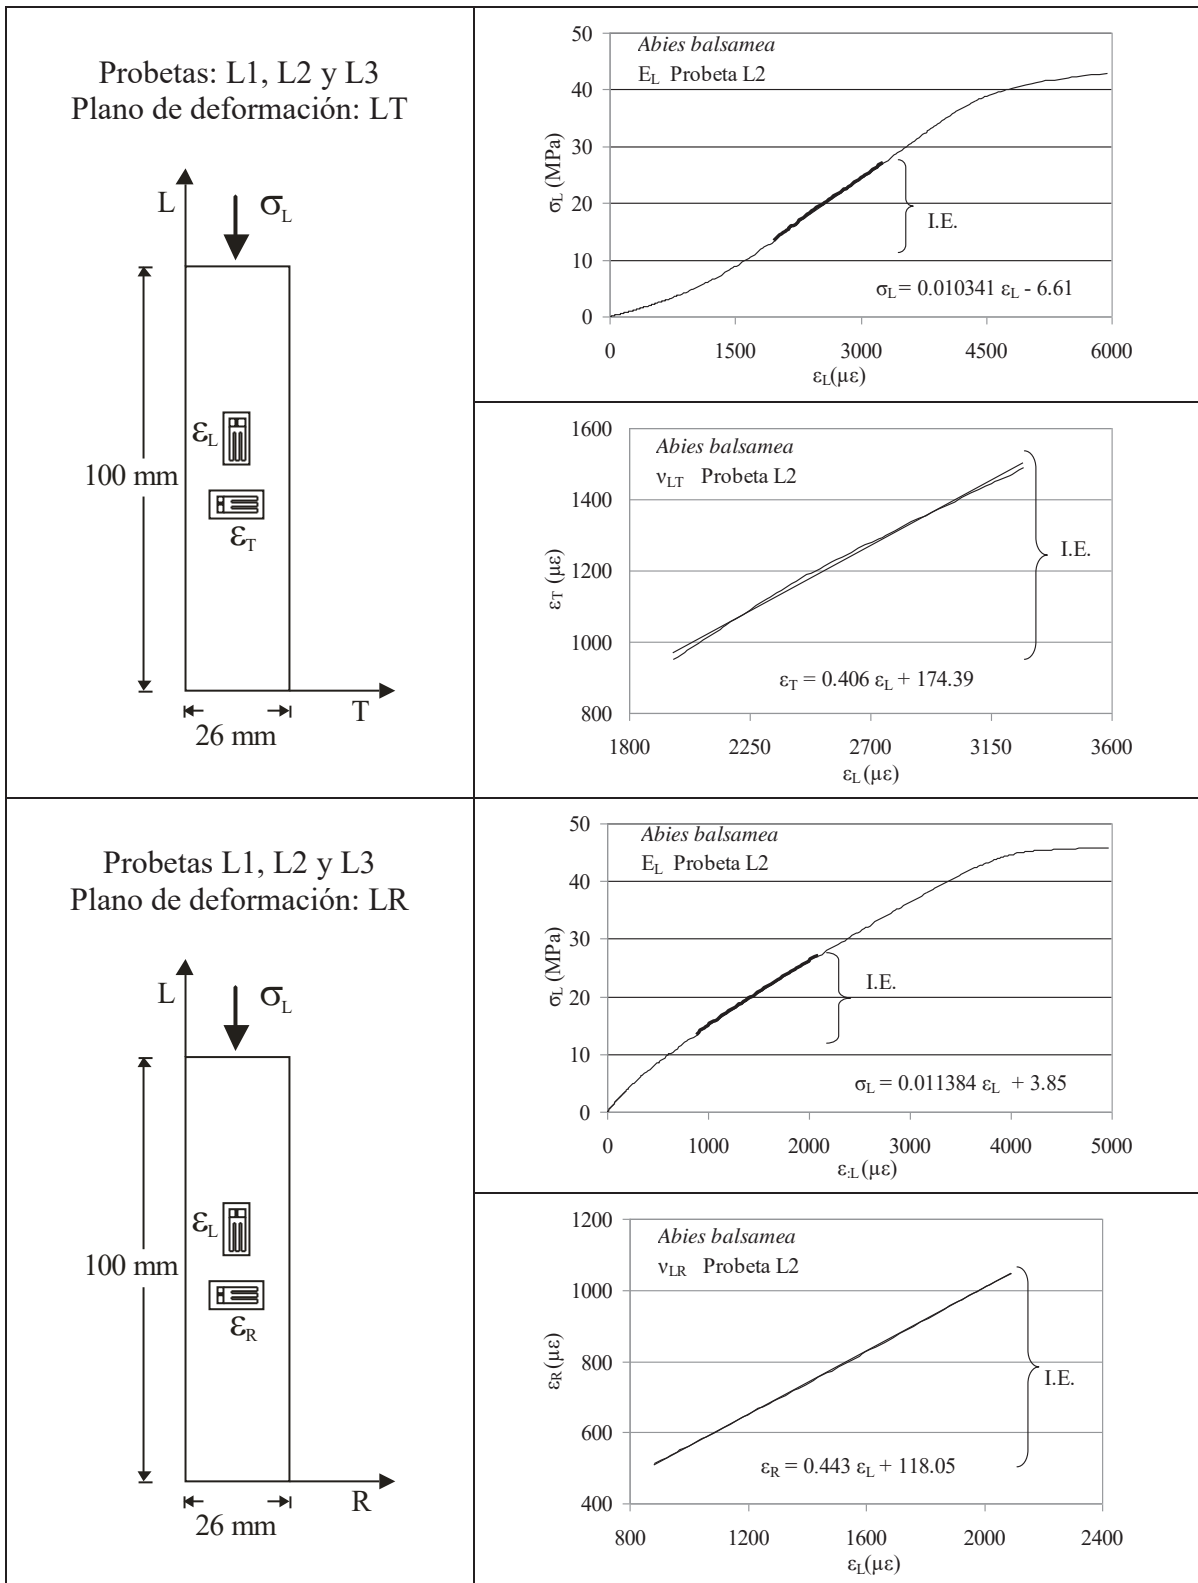 Probetas: L1, L2 y L3
Plano de deformación: LT
L
σL
εL
100 mm
εT
T
26 mm
Abies balsamea
EL Probeta L2
50
40
30
20
10
0
σL (MPa)
I.E.
σL = 0.010341 εL - 6.61
0 1500 3000 4500 6000
εL(με)
Abies balsamea
νLT Probeta L2
1600
1400
1200
1000
800
εT (με)
I.E.
εT = 0.406 εL + 174.39
1800 2250 2700 3150 3600
εL (με)
Probetas L1, L2 y L3
Plano de deformación: LR
L
σL
εL
100 mm
εR
R
26 mm
Abies balsamea
EL Probeta L2
50
40
30
20
10
0
σL (MPa)
I.E.
σL = 0.011384 εL + 3.85
0 1000 2000 3000 4000 5000
ε:L(με)
Abies balsamea
νLR Probeta L2
1200
1000
800
600
400
εR (με)
I.E.
εR = 0.443 εL + 118.05
800 1200 1600 2000 2400
εL(με)